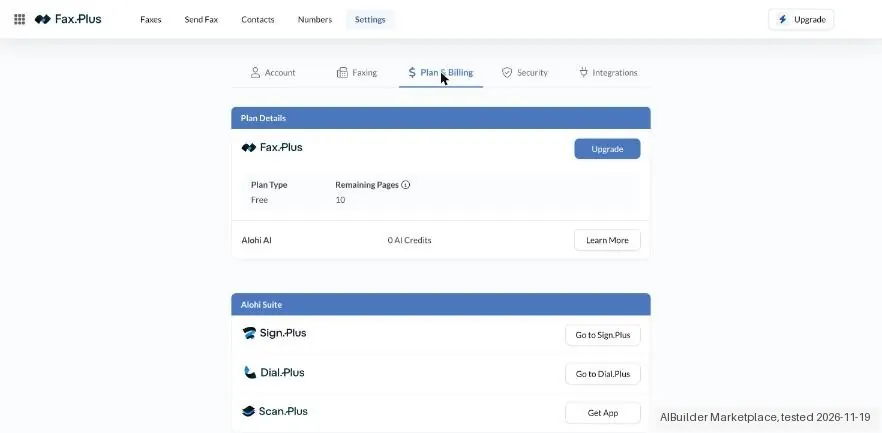 Fax.Plus Faxes Send Fax Contacts Numbers Settings Upgrade
Account Faxing Plan & Billing Security Integrations
Plan Details
Fax.Plus Upgrade
Plan Type Remaining Pages
Free 10
Alohi AI 0 AI Credits Learn More
Alohi Suite
Sign.Plus Go to Sign.Plus
Dial.Plus Go to Dial.Plus
Scan.Plus Get App
AIBuilder Marketplace, tested 2026-11-19